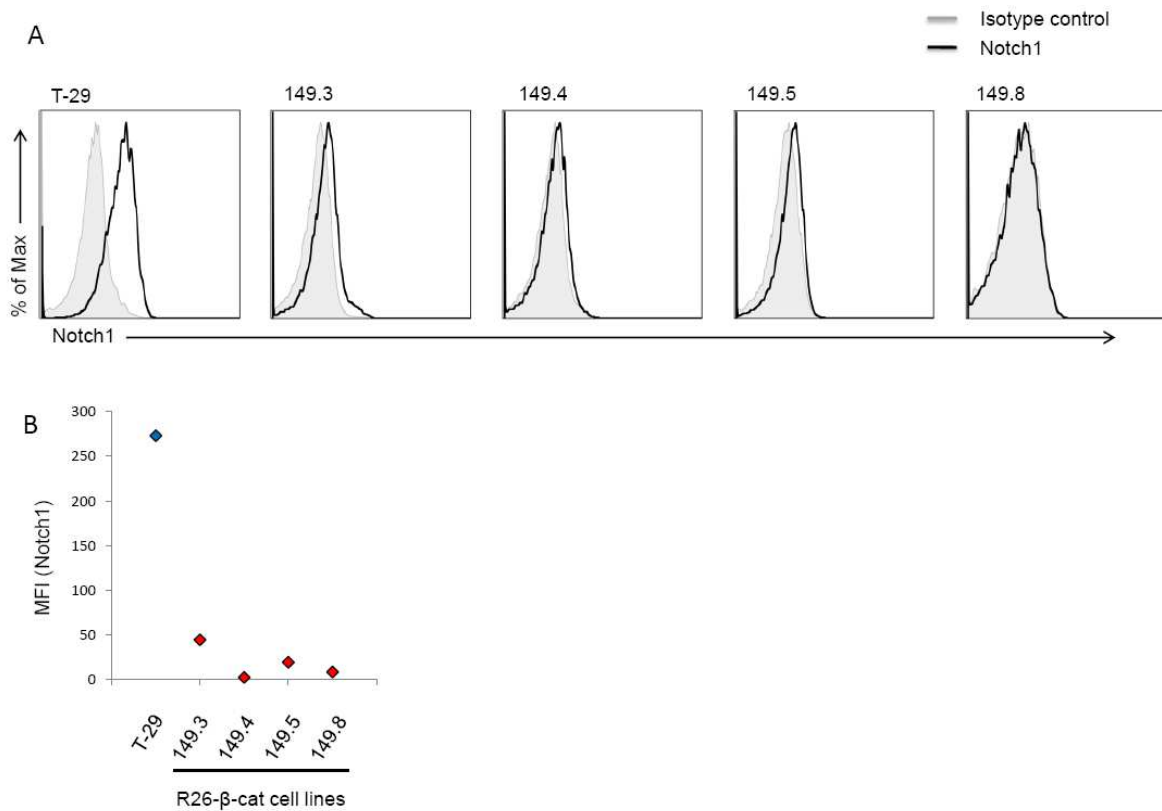 A
Isotype control
Notch1
T-29
149.3
149.4
149.5
149.8
% of Max
Notch1
B
300
250
200
150
100
50
0
MFI (Notch1)
T-29
149.3
149.4
149.5
149.8
R26-β-cat cell lines